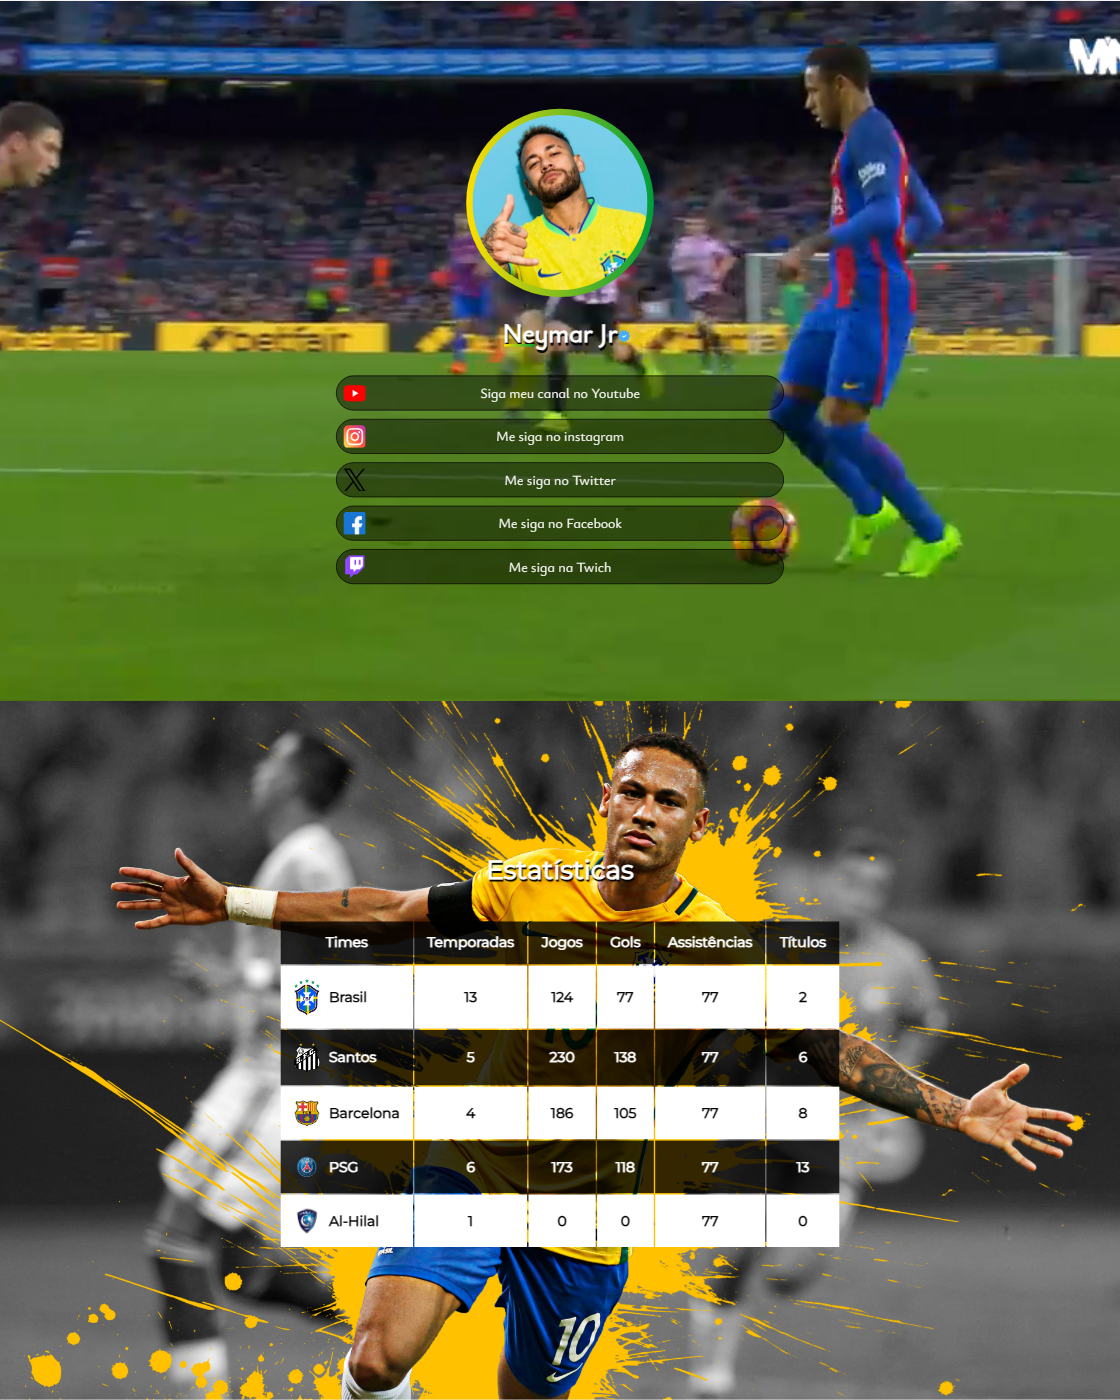 Neymar Jr
Siga meu canal no Youtube
Me siga no instagram
Me siga no Twitter
Me siga no Facebook
Me siga na Twich
Estatísticas
Times Temporadas Jogos Gols Assistências Títulos
Brasil 13 124 77 77 2
Santos 5 230 138 77 6
Barcelona 4 186 105 77 8
PSG 6 173 118 77 13
Al-Hilal 1 0 0 77 0
10